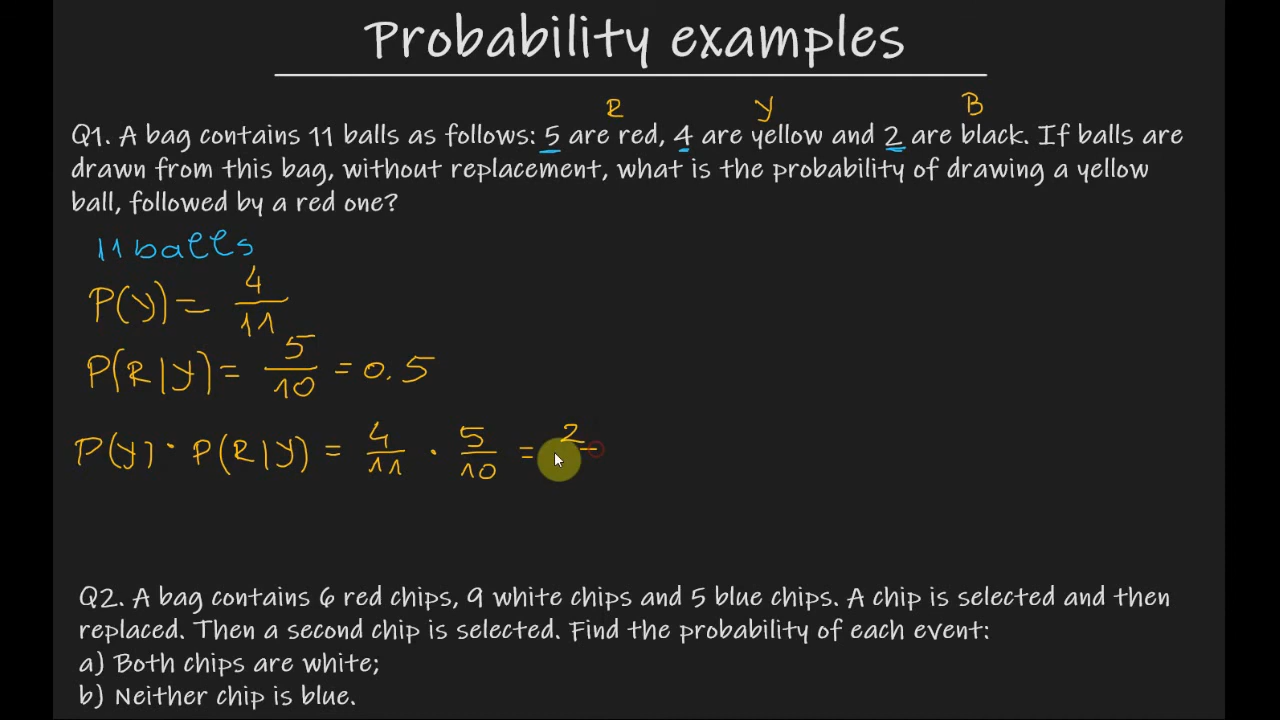 Probability examples
R Y B
Q1. A bag contains 11 balls as follows: 5 are red, 4 are yellow and 2 are black. If balls are
drawn from this bag, without replacement, what is the probability of drawing a yellow
ball, followed by a red one?
11 balls
P(Y) = 4/11
P(R|Y) = 5/10 = 0.5
P(Y) · P(R|Y) = 4/11 · 5/10 = 2
Q2. A bag contains 6 red chips, 9 white chips and 5 blue chips. A chip is selected and then
replaced. Then a second chip is selected. Find the probability of each event:
a) Both chips are white;
b) Neither chip is blue.